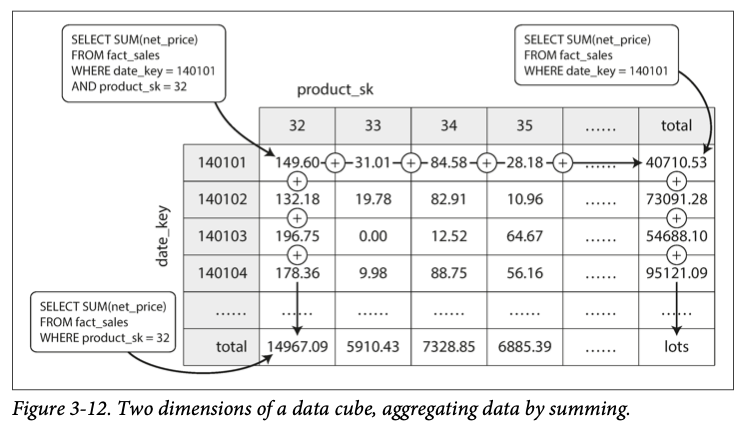 SELECT SUM(net_price)
FROM fact_sales
WHERE date_key = 140101
AND product_sk = 32
SELECT SUM(net_price)
FROM fact_sales
WHERE date_key = 140101
product_sk
32 33 34 35 ...... total
140101 149.60 + 31.01 + 84.58 + 28.18 + ...... 40710.53
+ +
140102 132.18 19.78 82.91 10.96 ...... 73091.28
+ +
140103 196.75 0.00 12.52 64.67 ...... 54688.10
+ +
140104 178.36 9.98 88.75 56.16 ...... 95121.09
...... ...... ...... ...... ...... ......
total 14967.09 5910.43 7328.85 6885.39 ...... lots
date_key
SELECT SUM(net_price)
FROM fact_sales
WHERE product_sk = 32
Figure 3-12. Two dimensions of a data cube, aggregating data by summing.